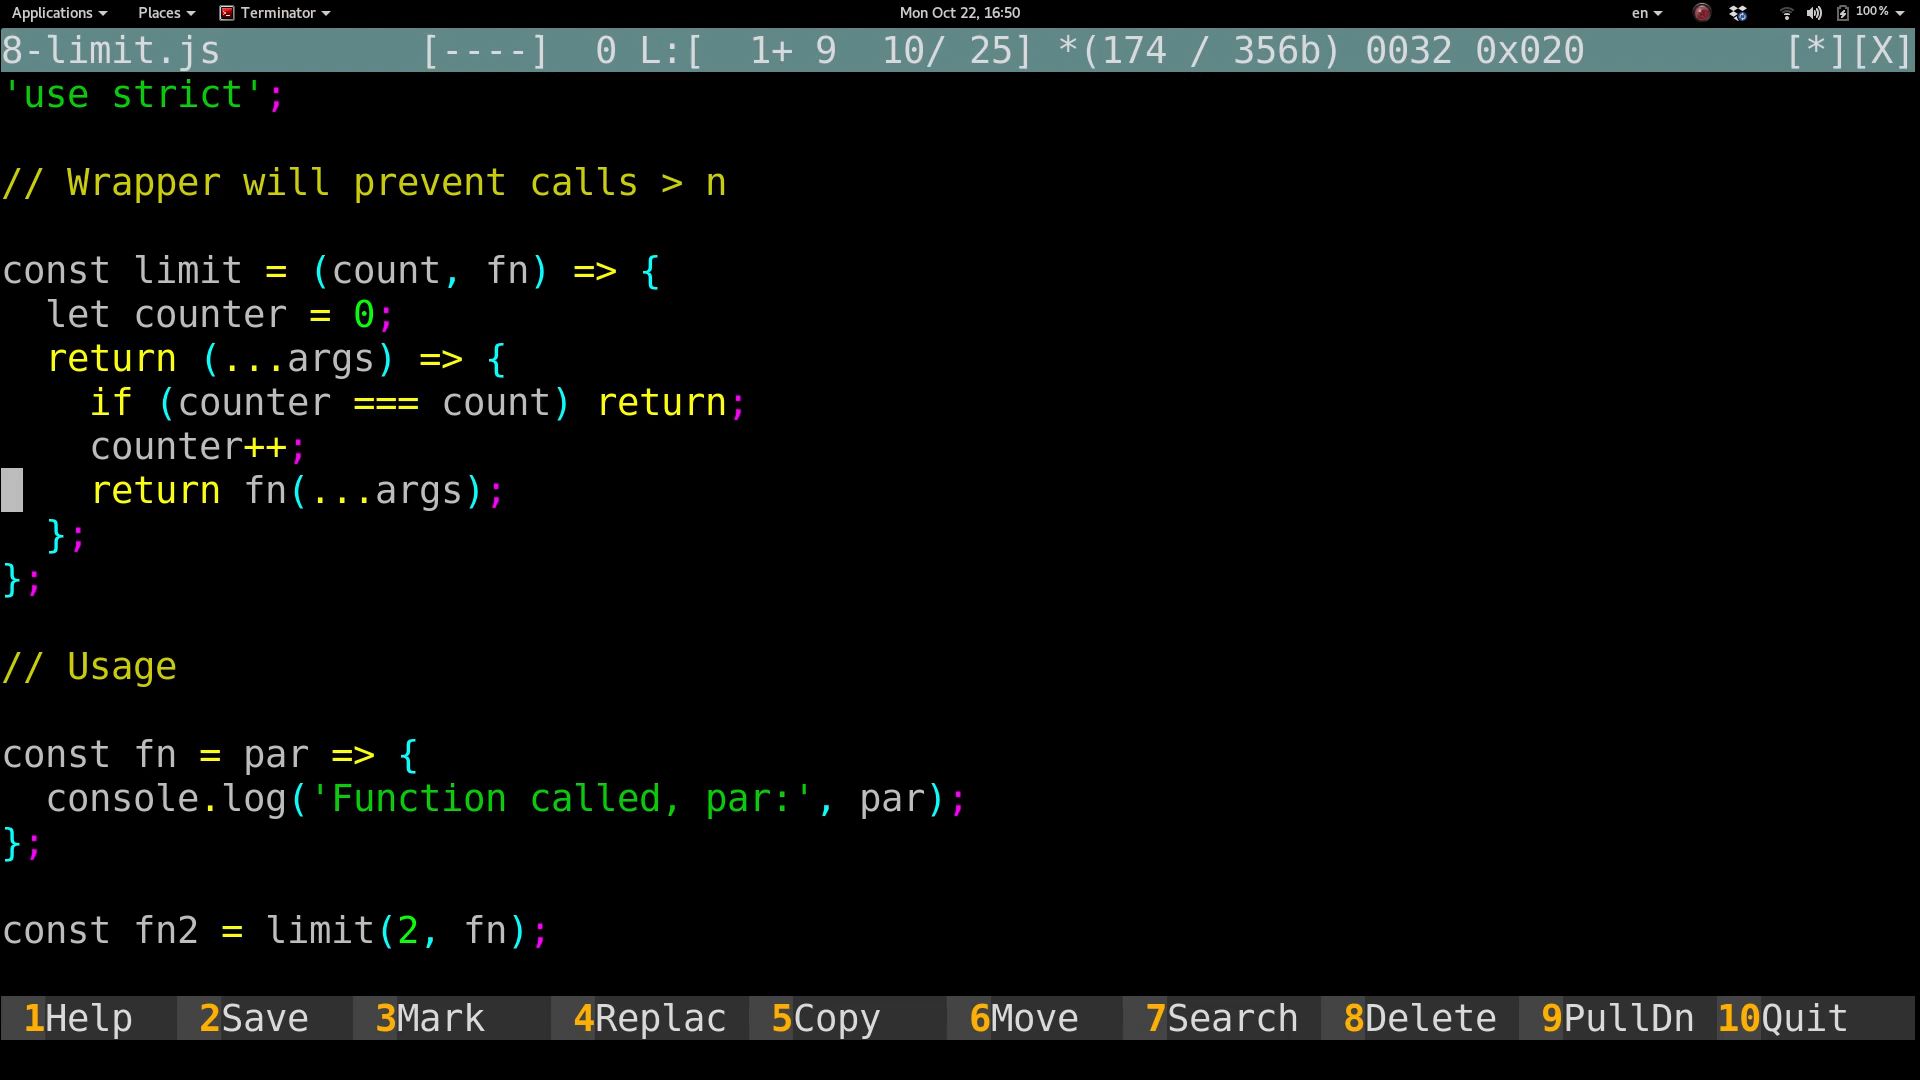 Applications Places Terminator Mon Oct 22, 16:50 en 100%
8-limit.js [----] 0 L:[ 1+ 9 10/ 25] *(174 / 356b) 0032 0x020 [*][X]
'use strict';
// Wrapper will prevent calls > n
const limit = (count, fn) => {
  let counter = 0;
  return (...args) => {
    if (counter === count) return;
    counter++;
    return fn(...args);
  };
};
// Usage
const fn = par => {
  console.log('Function called, par:', par);
};
const fn2 = limit(2, fn);
1Help 2Save 3Mark 4Replac 5Copy 6Move 7Search 8Delete 9PullDn 10Quit